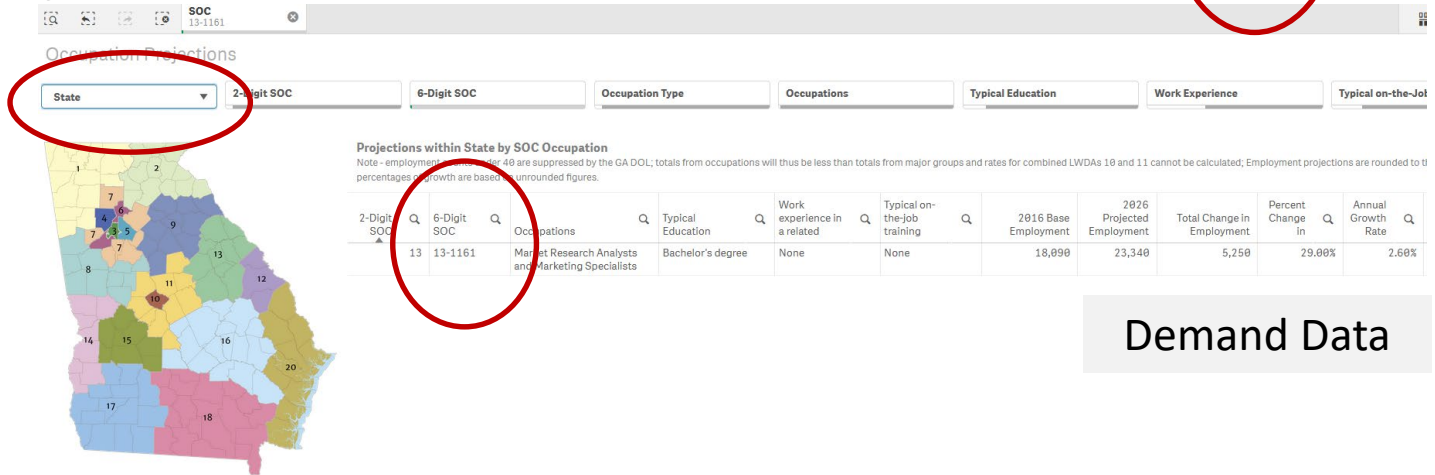 SOC
13-1161
Occupation Projections
State
2-Digit SOC
6-Digit SOC
Occupation Type
Occupations
Typical Education
Work Experience
Typical on-the-Job
Projections within State by SOC Occupation
Note - employment counts under 40 are suppressed by the GA DOL; totals from occupations will thus be less than totals from major groups and rates for combined LWDAs 10 and 11 cannot be calculated; Employment projections are rounded to th
percentages of growth are based on unrounded figures.
2-Digit SOC
6-Digit SOC
Occupations
Typical Education
Work experience in a related
Typical on-the-job training
2016 Base Employment
2026 Projected Employment
Total Change in Employment
Percent Change in
Annual Growth Rate
13 13-1161 Market Research Analysts and Marketing Specialists Bachelor's degree None None 18,090 23,340 5,250 29.00% 2.60%
1
2
7
6
4
3
5
9
7
7
8
13
12
11
10
14
15
16
20
17
18
Demand Data